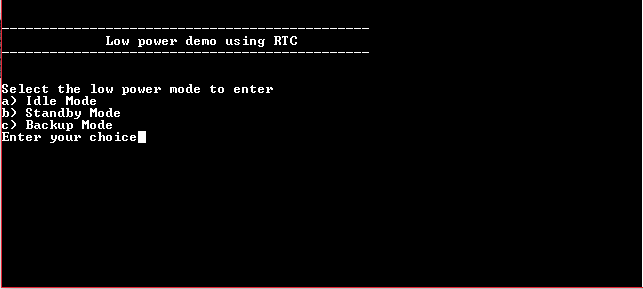 Low power demo using RTC
Select the low power mode to enter
a) Idle Mode
b) Standby Mode
c) Backup Mode
Enter your choice